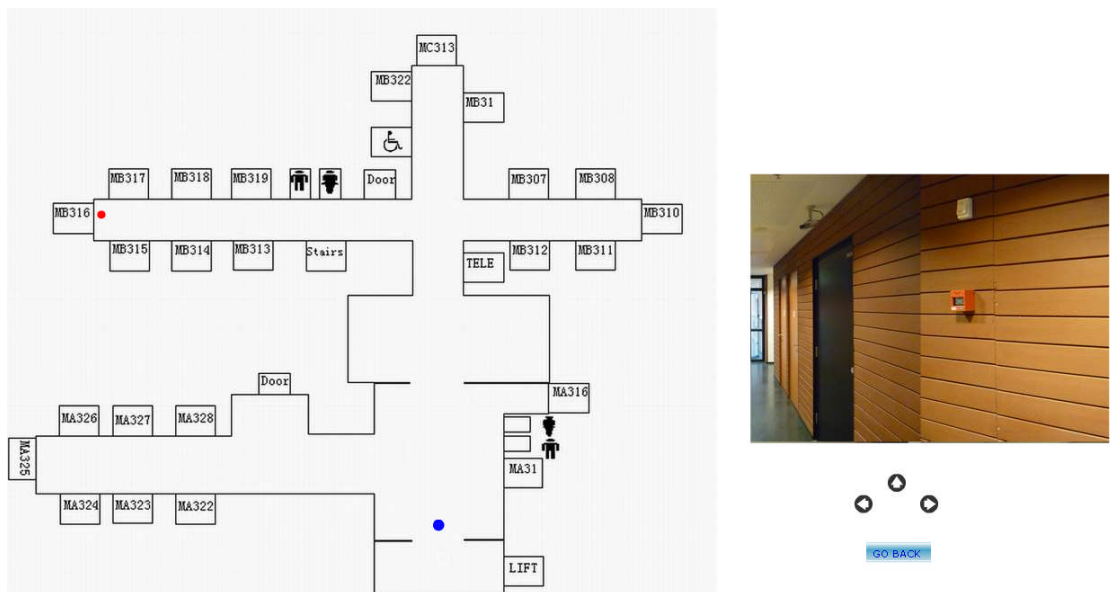 MC313
MB322
MB31
MB317
MB318
MB319
Door
MB307
MB308
MB316
MB310
MB315
MB314
MB313
Stairs
TELE
MB312
MB311
Door
MA316
MA326
MA327
MA328
MA325
MA31
MA324
MA323
MA322
LIFT
GO BACK